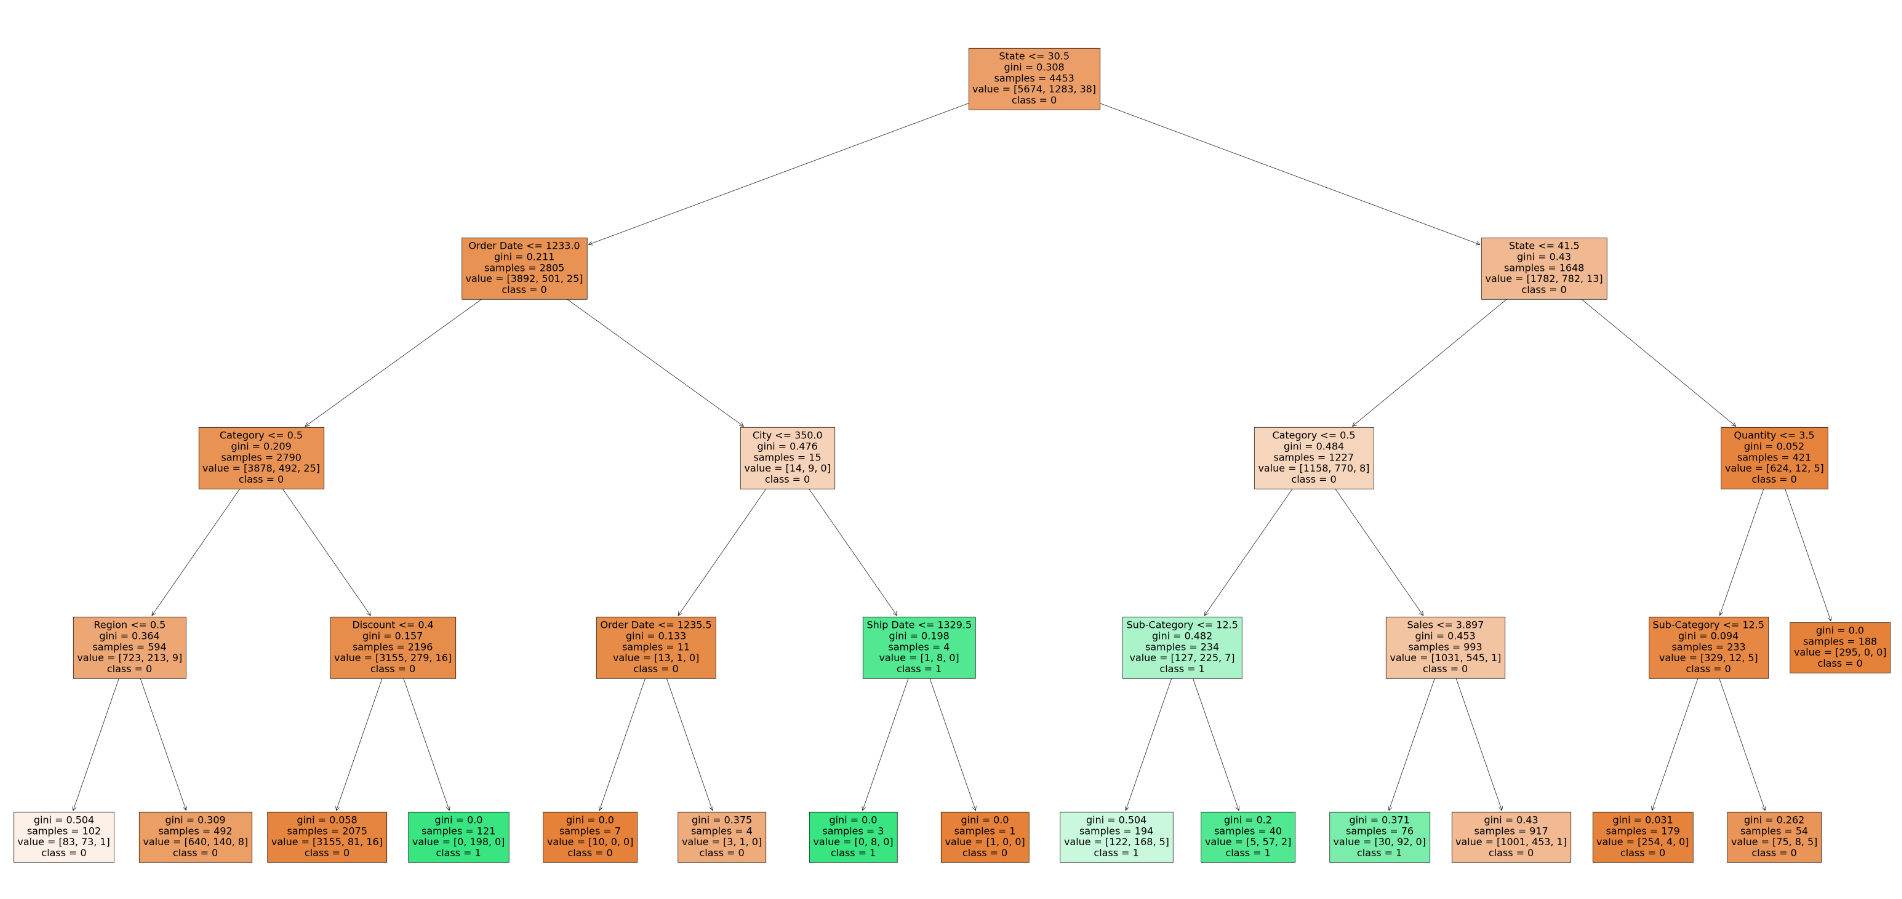 State <= 30.5
gini = 0.308
samples = 4453
value = [5674, 1283, 38]
class = 0
Order Date <= 1233.0
gini = 0.211
samples = 2805
value = [3892, 501, 25]
class = 0
State <= 41.5
gini = 0.43
samples = 1648
value = [1782, 782, 13]
class = 0
Category <= 0.5
gini = 0.209
samples = 2790
value = [3878, 492, 25]
class = 0
City <= 350.0
gini = 0.476
samples = 15
value = [14, 9, 0]
class = 0
Category <= 0.5
gini = 0.484
samples = 1227
value = [1158, 770, 8]
class = 0
Quantity <= 3.5
gini = 0.052
samples = 421
value = [624, 12, 5]
class = 0
Region <= 0.5
gini = 0.364
samples = 594
value = [723, 213, 9]
class = 0
Discount <= 0.4
gini = 0.157
samples = 2196
value = [3155, 279, 16]
class = 0
Order Date <= 1235.5
gini = 0.133
samples = 11
value = [13, 1, 0]
class = 0
Ship Date <= 1329.5
gini = 0.198
samples = 4
value = [1, 8, 0]
class = 1
Sub-Category <= 12.5
gini = 0.482
samples = 234
value = [127, 225, 7]
class = 1
Sales <= 3.897
gini = 0.453
samples = 993
value = [1031, 545, 1]
class = 0
Sub-Category <= 12.5
gini = 0.094
samples = 233
value = [329, 12, 5]
class = 0
gini = 0.0
samples = 188
value = [295, 0, 0]
class = 0
gini = 0.504
samples = 102
value = [83, 73, 1]
class = 0
gini = 0.309
samples = 492
value = [640, 140, 8]
class = 0
gini = 0.058
samples = 2075
value = [3155, 81, 16]
class = 0
gini = 0.0
samples = 121
value = [0, 198, 0]
class = 1
gini = 0.0
samples = 7
value = [10, 0, 0]
class = 0
gini = 0.375
samples = 4
value = [3, 1, 0]
class = 0
gini = 0.0
samples = 3
value = [0, 8, 0]
class = 1
gini = 0.0
samples = 1
value = [1, 0, 0]
class = 0
gini = 0.504
samples = 194
value = [122, 168, 5]
class = 1
gini = 0.2
samples = 40
value = [5, 57, 2]
class = 1
gini = 0.371
samples = 76
value = [30, 92, 0]
class = 1
gini = 0.43
samples = 917
value = [1001, 453, 1]
class = 0
gini = 0.031
samples = 179
value = [254, 4, 0]
class = 0
gini = 0.262
samples = 54
value = [75, 8, 5]
class = 0